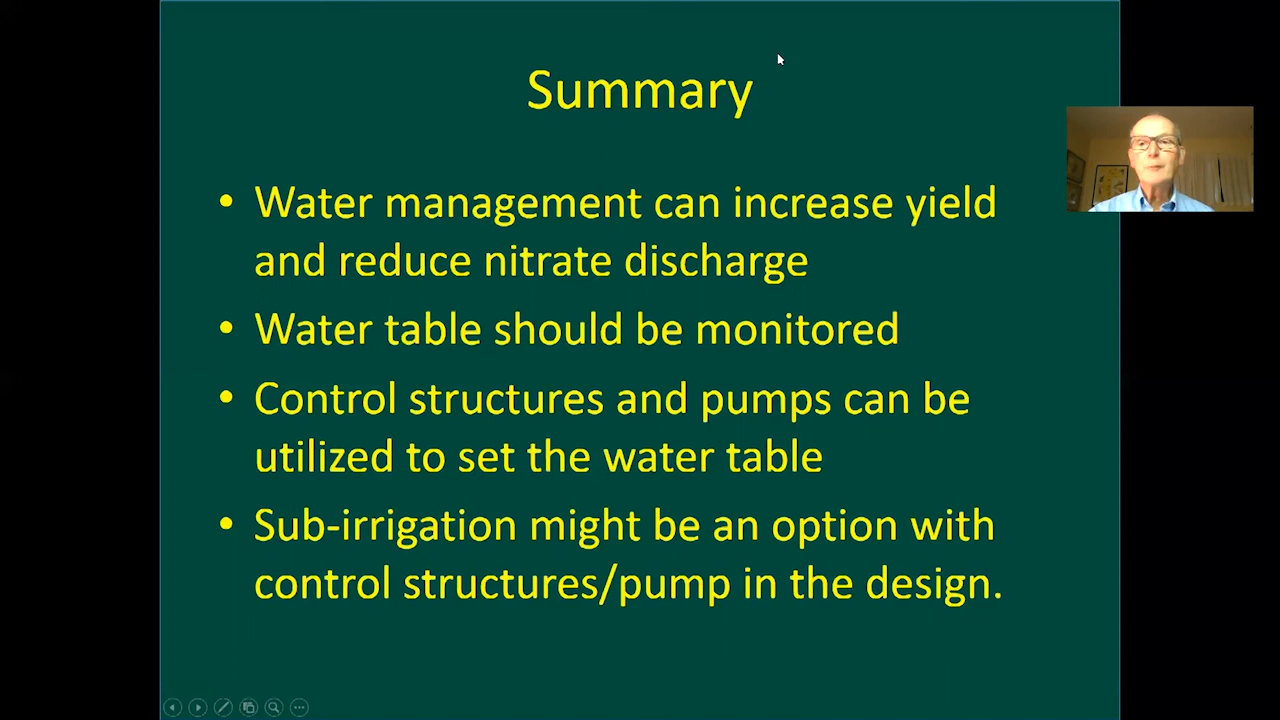 Summary
• Water management can increase yield
and reduce nitrate discharge
• Water table should be monitored
• Control structures and pumps can be
utilized to set the water table
• Sub-irrigation might be an option with
control structures/pump in the design.